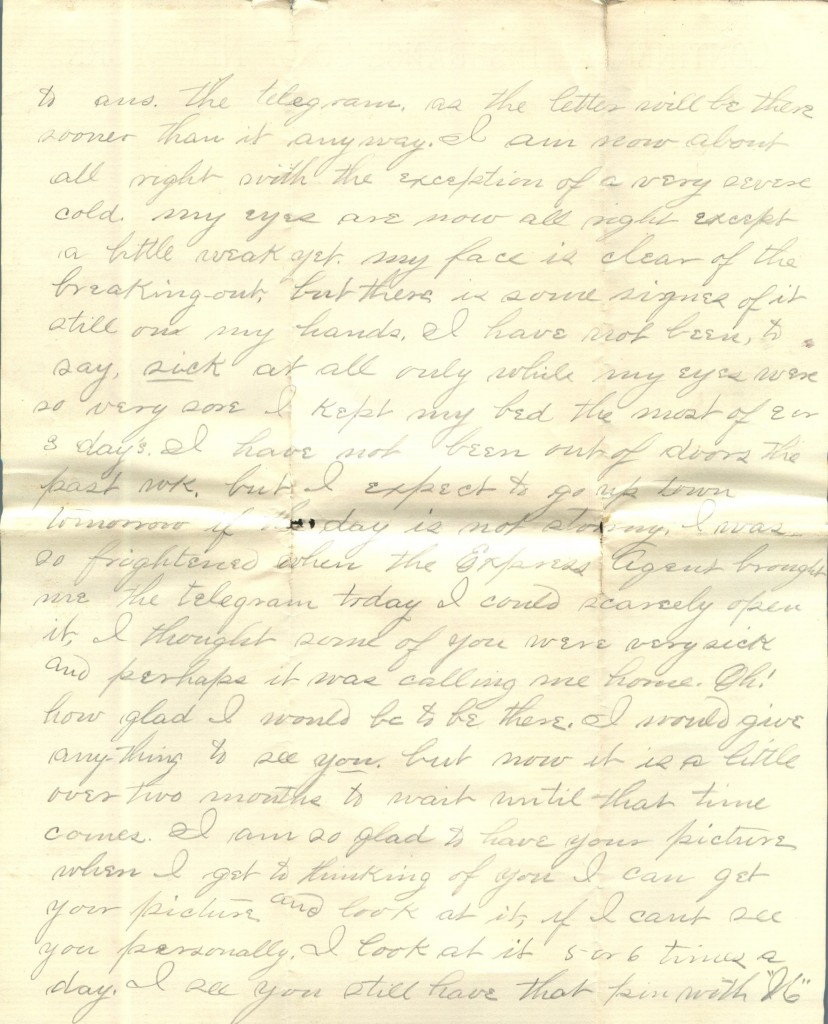 to ans. the telegram, as the letter will be there
sooner than it anyway. I am now about
all right with the exception of a very severe
cold. my eyes are now all right except
a little weak yet. my face is clear of the
breaking-out, but there is some signes of it
still on my hands. I have not been, to
say, sick at all only while my eyes were
so very sore I kept my bed the most of 2 or
3 days. I have not been out of doors the
past wk. but I expect to go up town
tomorrow if the day is not stormy. I was
so frightened when the Express Agent brought
me the telegram today I could scarcely open
it, I thought some of you were very sick
and perhaps it was calling me home. Oh!
how glad I would be to be there. I would give
any-thing to see you. but now it is a little
over two months to wait until that time
comes. I am so glad to have your picture
when I get to thinking of you I can get
your picture and look at it, if I cant see
you personally. I look at it 5 or 6 times a
day. I see you still have that pin with